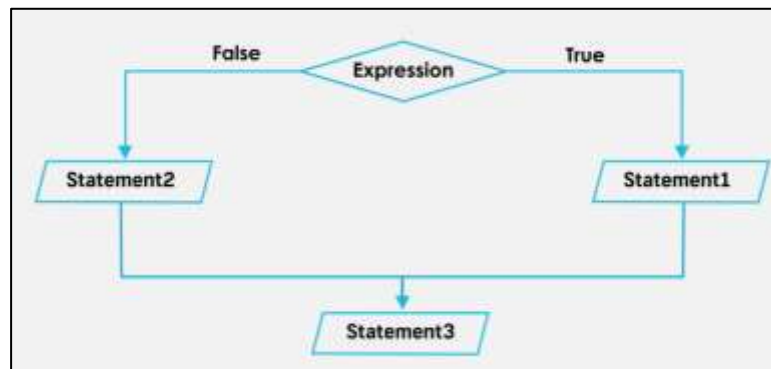 False
Expression
True
Statement2
Statement1
Statement3